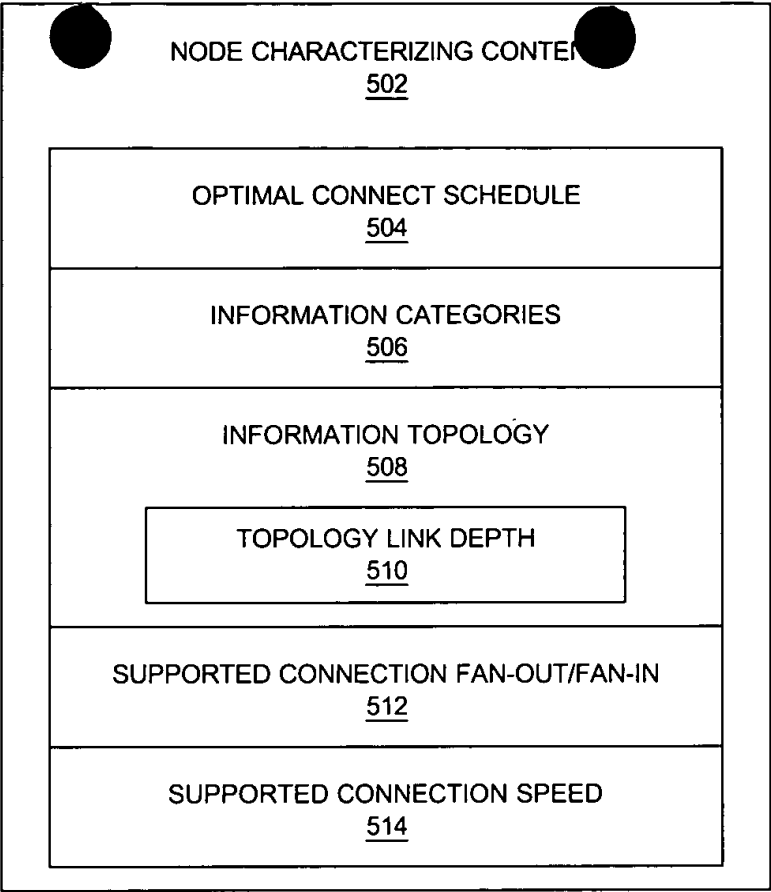 NODE CHARACTERIZING
502
OPTIMAL CONNECT SCHEDULE
504
INFORMATION CATEGORIES
506
INFORMATION TOPOLOGY
508
TOPOLOGY LINK DEPTH
510
SUPPORTED CONNECTION FAN-OUT/FAN-IN
512
SUPPORTED CONNECTION SPEED
514